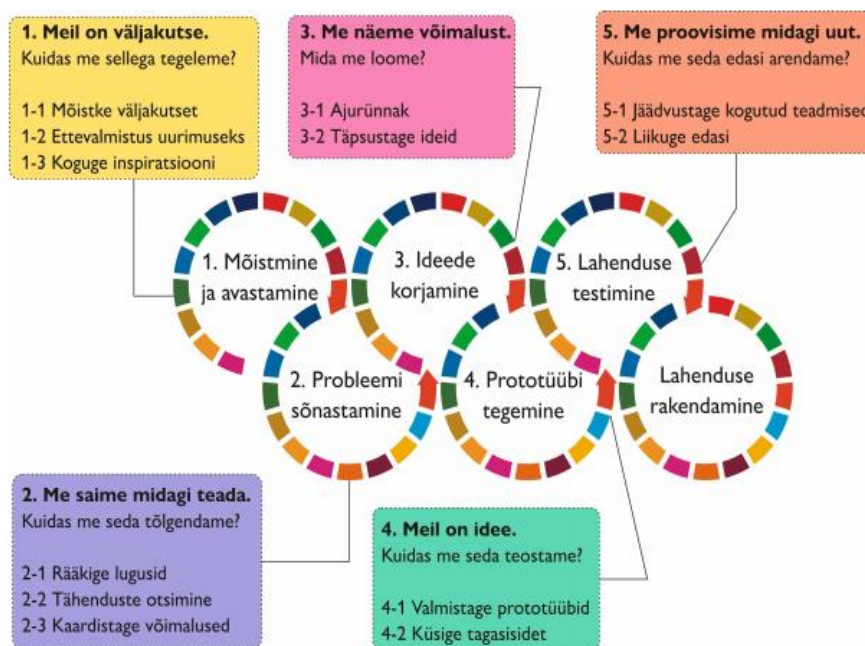 1. Meil on väljakutse.
Kuidas me sellega tegeleme?
1-1 Mõistke väljakutset
1-2 Ettevalmistus uurimuseks
1-3 Koguge inspiratsiooni
3. Me näeme võimalust.
Mida me loome?
3-1 Ajurünnak
3-2 Täpsustage ideid
5. Me proovisime midagi uut.
Kuidas me seda edasi arendame?
5-1 Jäädvustage kogutud teadmised
5-2 Liikuge edasi
1. Mõistmine
ja avastamine
3. Ideede
korjamine
5. Lahenduse
testimine
2. Probleemi
sõnastamine
4. Prototüübi
tegemine
Lahenduse
rakendamine
2. Me saime midagi teada.
Kuidas me seda tõlgendame?
2-1 Rääkige lugusid
2-2 Tähenduste otsimine
2-3 Kaardistage võimalused
4. Meil on idee.
Kuidas me seda teostame?
4-1 Valmistage prototüübid
4-2 Küsige tagasisidet